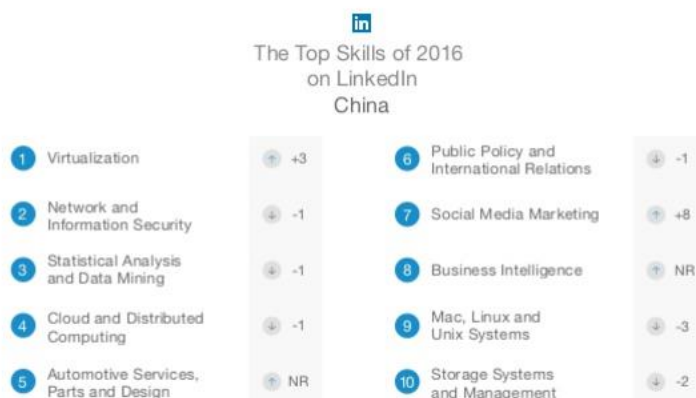 in
The Top Skills of 2016
on LinkedIn
China
1 Virtualization +3
2 Network and
Information Security -1
3 Statistical Analysis
and Data Mining -1
4 Cloud and Distributed
Computing -1
5 Automotive Services,
Parts and Design NR
6 Public Policy and
International Relations -1
7 Social Media Marketing +8
8 Business Intelligence NR
9 Mac, Linux and
Unix Systems -3
10 Storage Systems
and Management -2